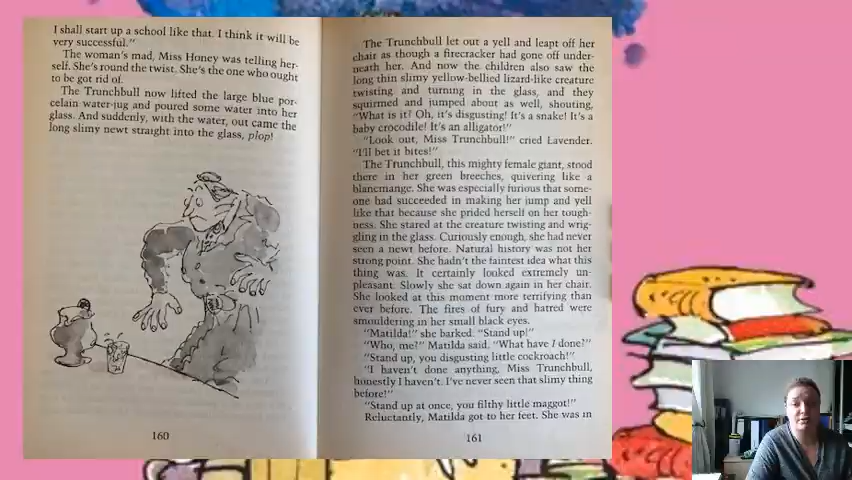 I shall start up a school like that. I think it will be
very successful."
The woman's mad, Miss Honey was telling her-
self. She's round the twist. She's the one who ought
to be got rid of.
The Trunchbull now lifted the large blue por-
celain water-jug and poured some water into her
glass. And suddenly, with the water, out came the
long slimy newt straight into the glass, plop!
160
The Trunchbull let out a yell and leapt off her
chair as though a firecracker had gone off under-
neath her. And now the children also saw the
long thin slimy yellow-bellied lizard-like creature
twisting and turning in the glass, and they
squirmed and jumped about as well, shouting,
"What is it? Oh, it's disgusting! It's a snake! It's a
baby crocodile! It's an alligator!"
"Look out, Miss Trunchbull!" cried Lavender.
"I'll bet it bites!"
The Trunchbull, this mighty female giant, stood
there in her green breeches, quivering like a
blancmange. She was especially furious that some-
one had succeeded in making her jump and yell
like that because she prided herself on her tough-
ness. She stared at the creature twisting and wrig-
gling in the glass. Curiously enough, she had never
seen a newt before. Natural history was not her
strong point. She hadn't the faintest idea what this
thing was. It certainly looked extremely un-
pleasant. Slowly she sat down again in her chair.
She looked at this moment more terrifying than
ever before. The fires of fury and hatred were
smouldering in her small black eyes.
"Matilda!" she barked. "Stand up!"
"Who, me?" Matilda said. "What have I done?"
"Stand up, you disgusting little cockroach!"
"I haven't done anything, Miss Trunchbull,
honestly I haven't. I've never seen that slimy thing
before!"
"Stand up at once, you filthy little maggot!"
Reluctantly, Matilda got to her feet. She was in
161